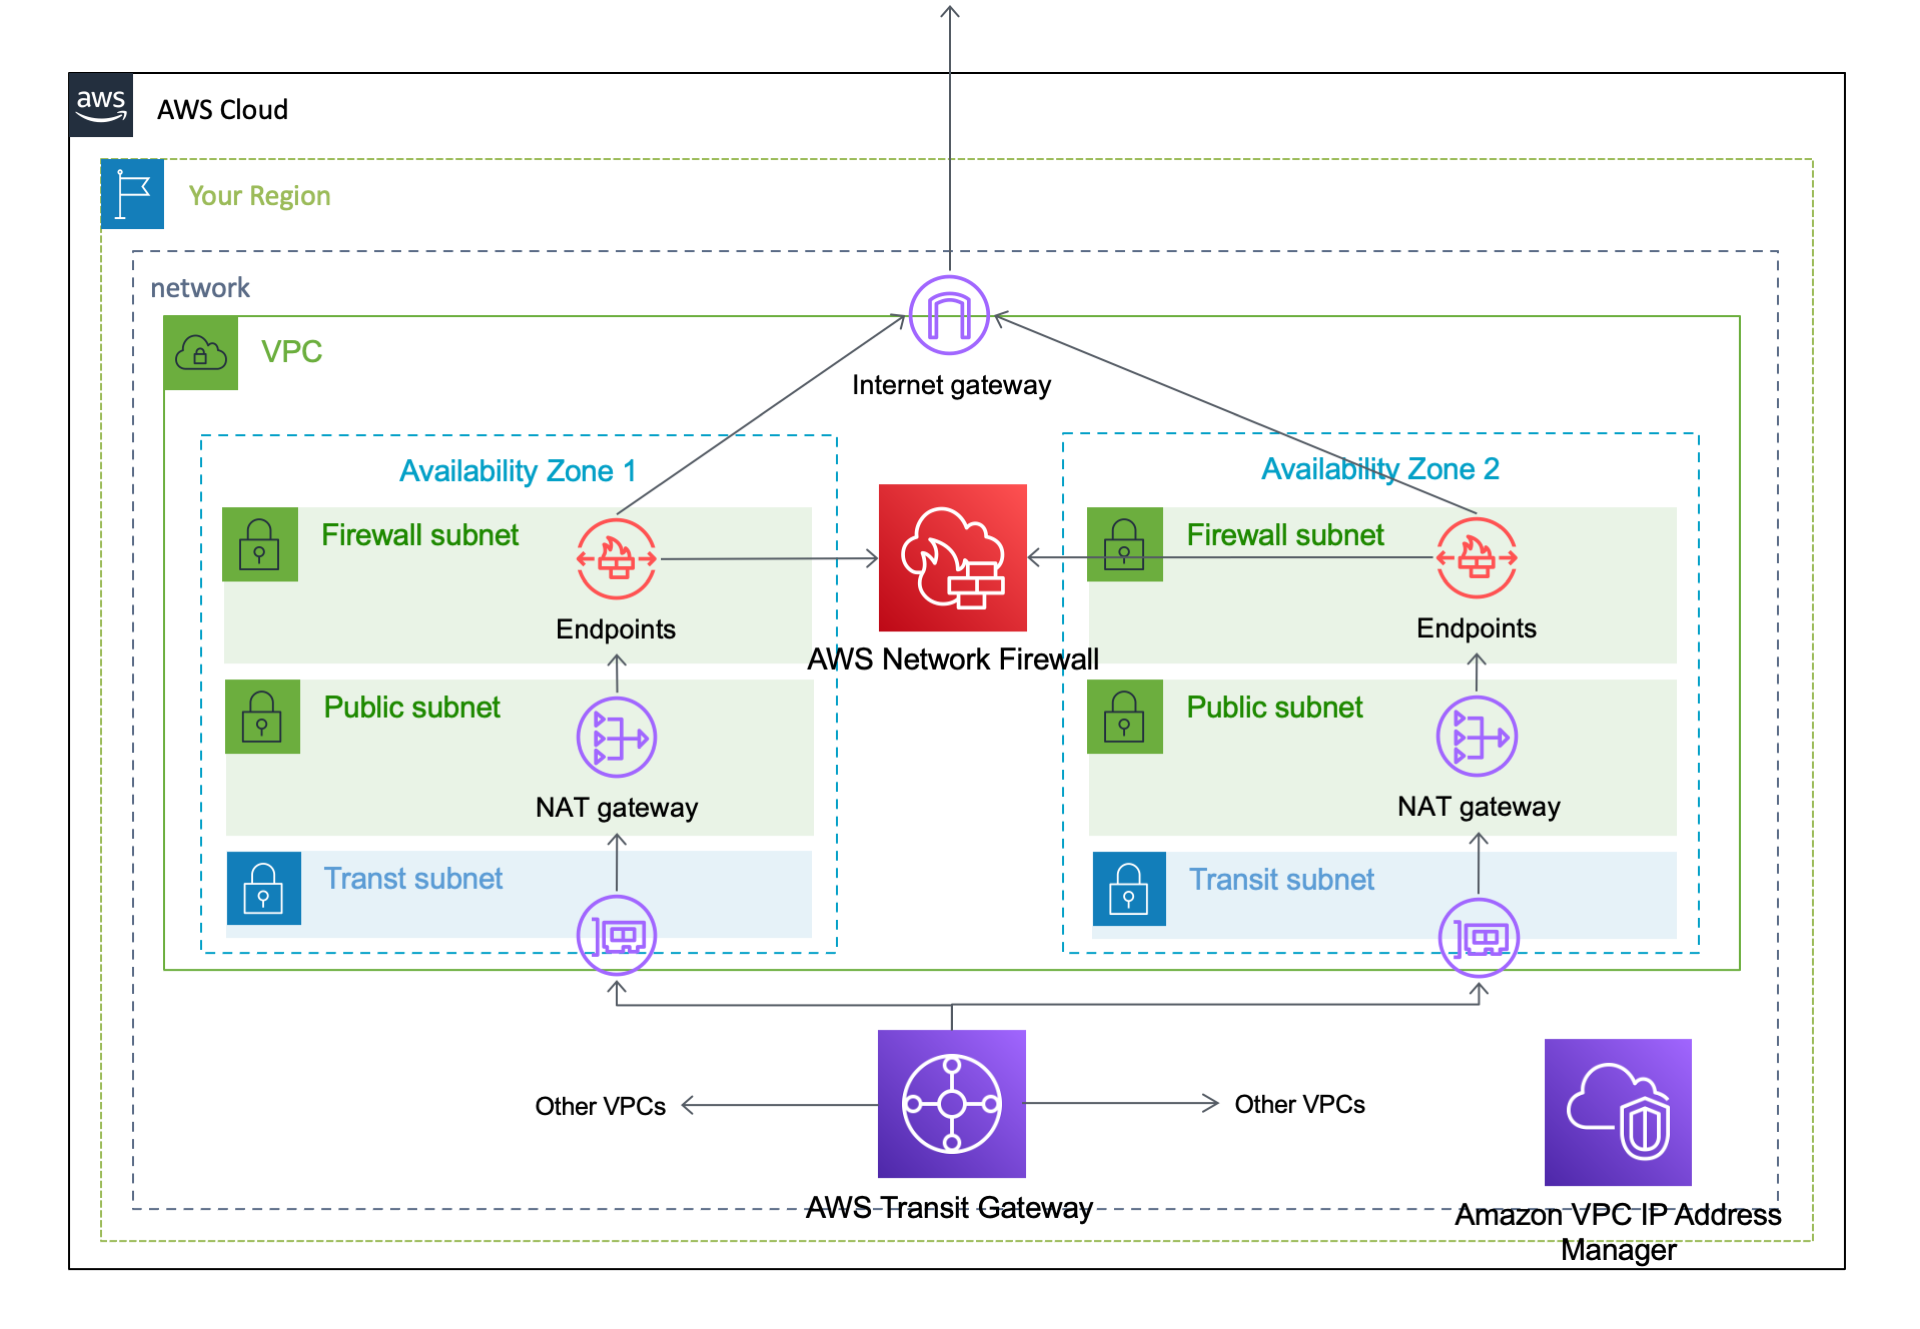 aws
AWS Cloud
Your Region
network
VPC
Internet gateway
Availability Zone 1
Availability Zone 2
Firewall subnet
Firewall subnet
Endpoints
Endpoints
AWS Network Firewall
Public subnet
Public subnet
NAT gateway
NAT gateway
Transt subnet
Transit subnet
Other VPCs
Other VPCs
AWS Transit Gateway
Amazon VPC IP Address
Manager